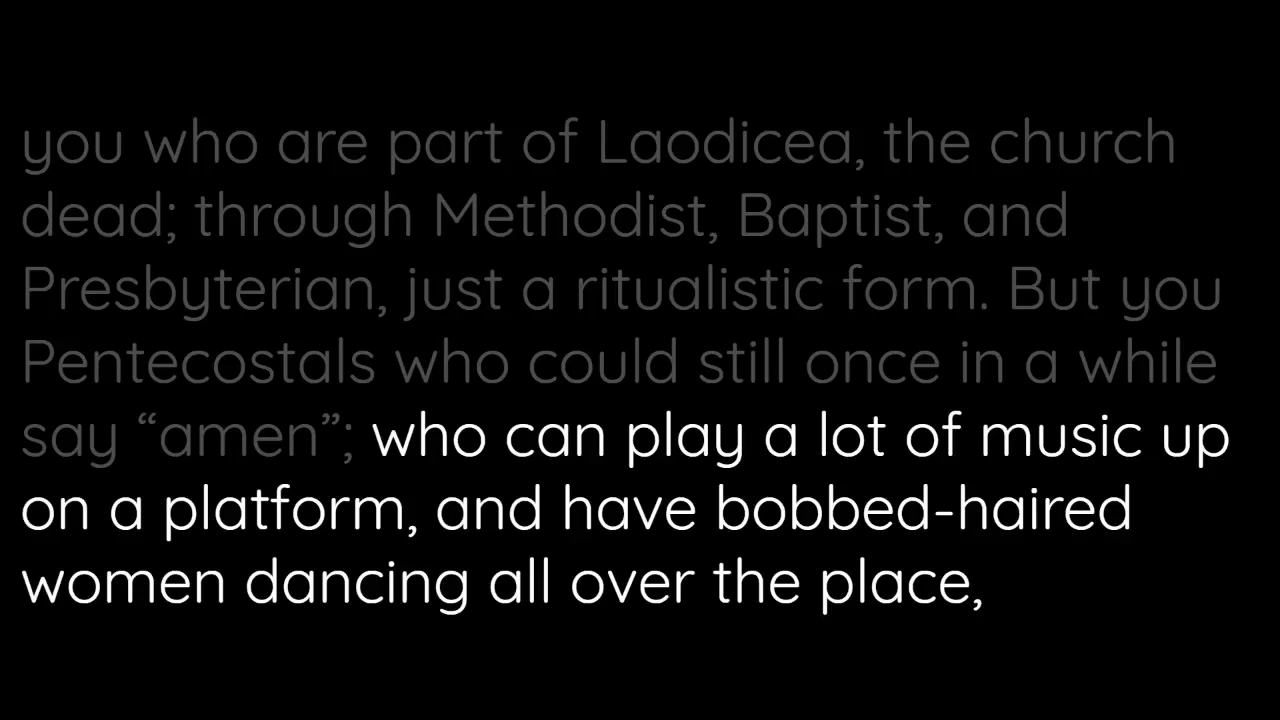 you who are part of Laodicea, the church
dead; through Methodist, Baptist, and
Presbyterian, just a ritualistic form. But you
Pentecostals who could still once in a while
say “amen”; who can play a lot of music up
on a platform, and have bobbed-haired
women dancing all over the place,